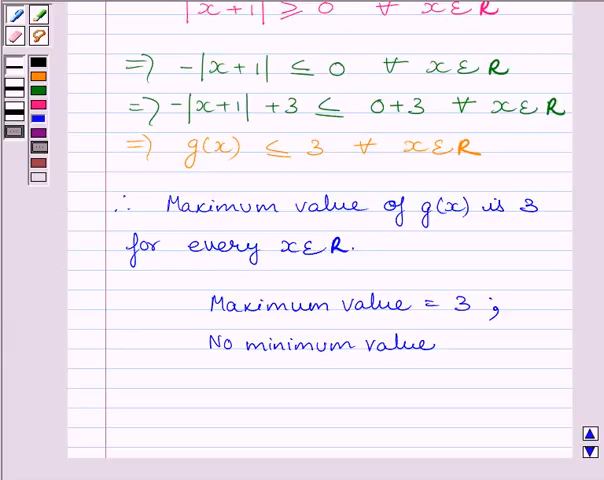 |x+1| ≥ 0 ∀ x ε R
=) -|x+1| ≤ 0 ∀ x ε R
=) -|x+1| +3 ≤ 0+3 ∀ x ε R
=) g(x) ≤ 3 ∀ x ε R
∴ Maximum value of g(x) is 3
for every x ε R.
Maximum value = 3 ;
No minimum value